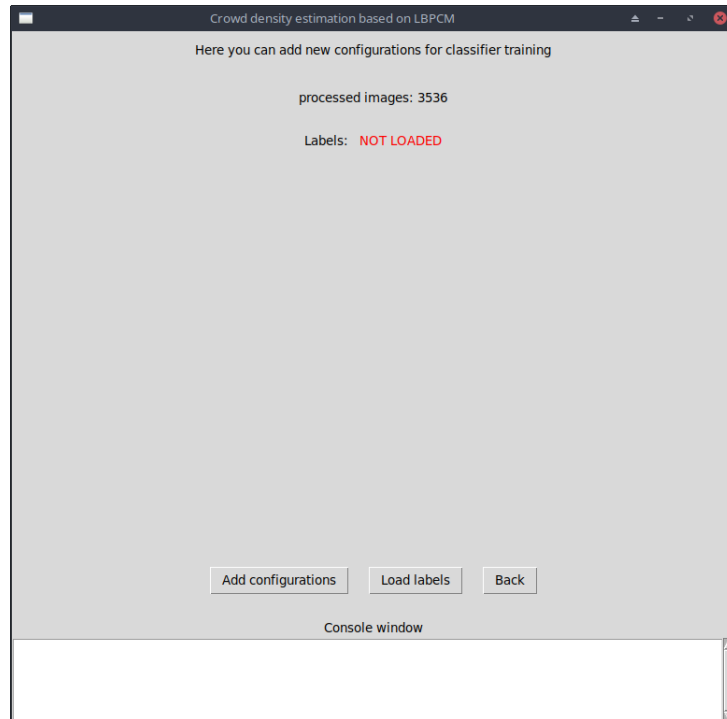 Crowd density estimation based on LBPCM
Here you can add new configurations for classifier training
processed images: 3536
Labels: NOT LOADED
Add configurations Load labels Back
Console window